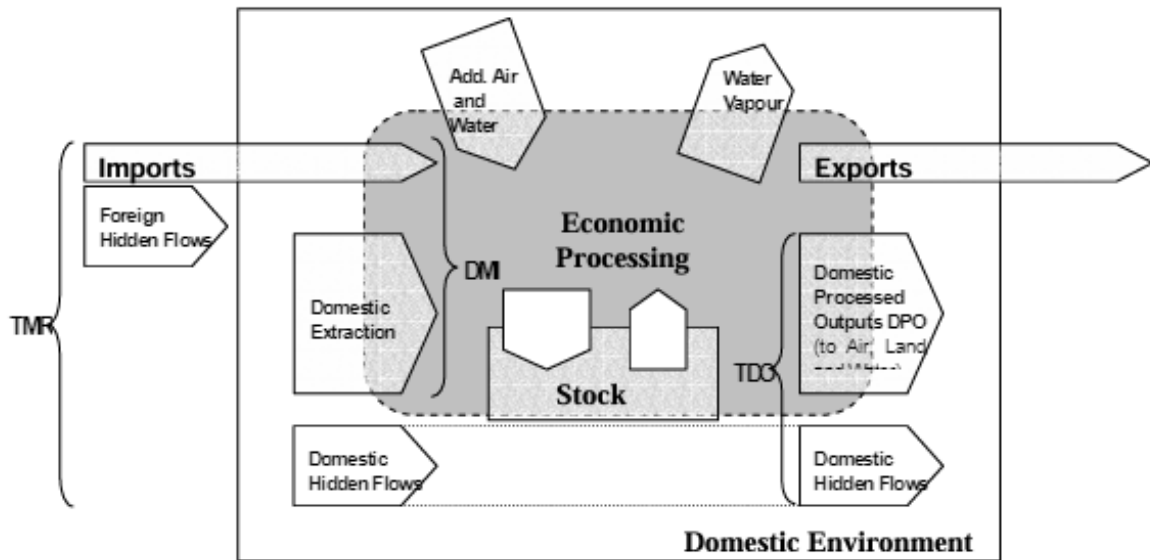 Add. Air
and
Water
Water
Vapour
Imports
Exports
Foreign
Hidden Flows
Economic
Processing
DMI
Domestic
Extraction
Domestic
Processed
Outputs DPO
(to Air, Land
TMR
TDO
Stock
Domestic
Hidden Flows
Domestic
Hidden Flows
Domestic Environment